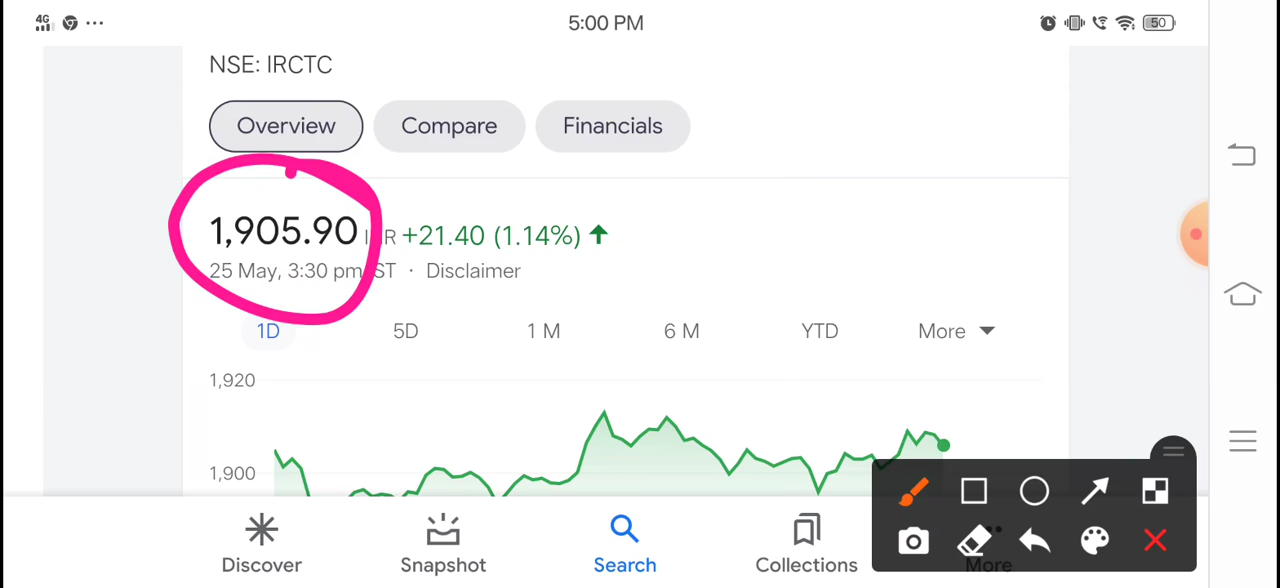 4G ... 5:00 PM 50
NSE: IRCTC
Overview Compare Financials
1,905.90 +21.40 (1.14%)
25 May, 3:30 pm · Disclaimer
1D 5D 1 M 6 M YTD More
1,920
1,900
Discover Snapshot Search Collections More